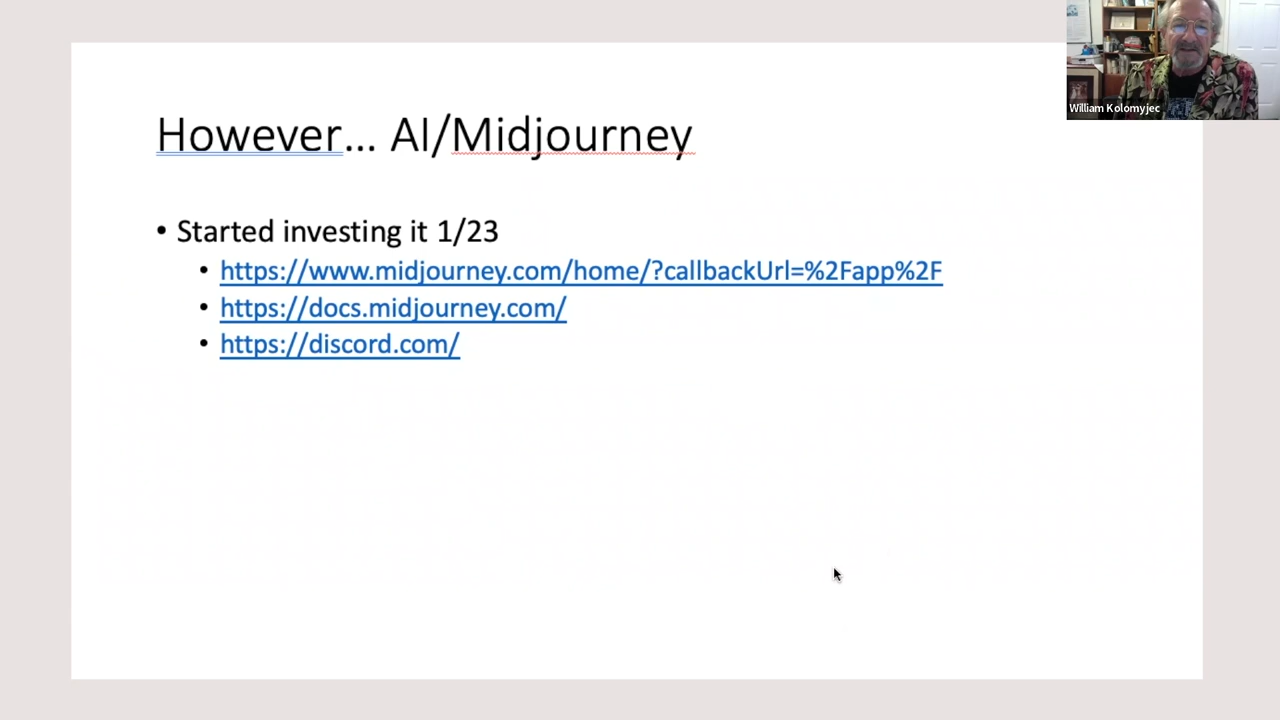 However... AI/Midjourney
• Started investing it 1/23
• https://www.midjourney.com/home/?callbackUrl=%2Fapp%2F
• https://docs.midjourney.com/
• https://discord.com/
William Kolomyjec